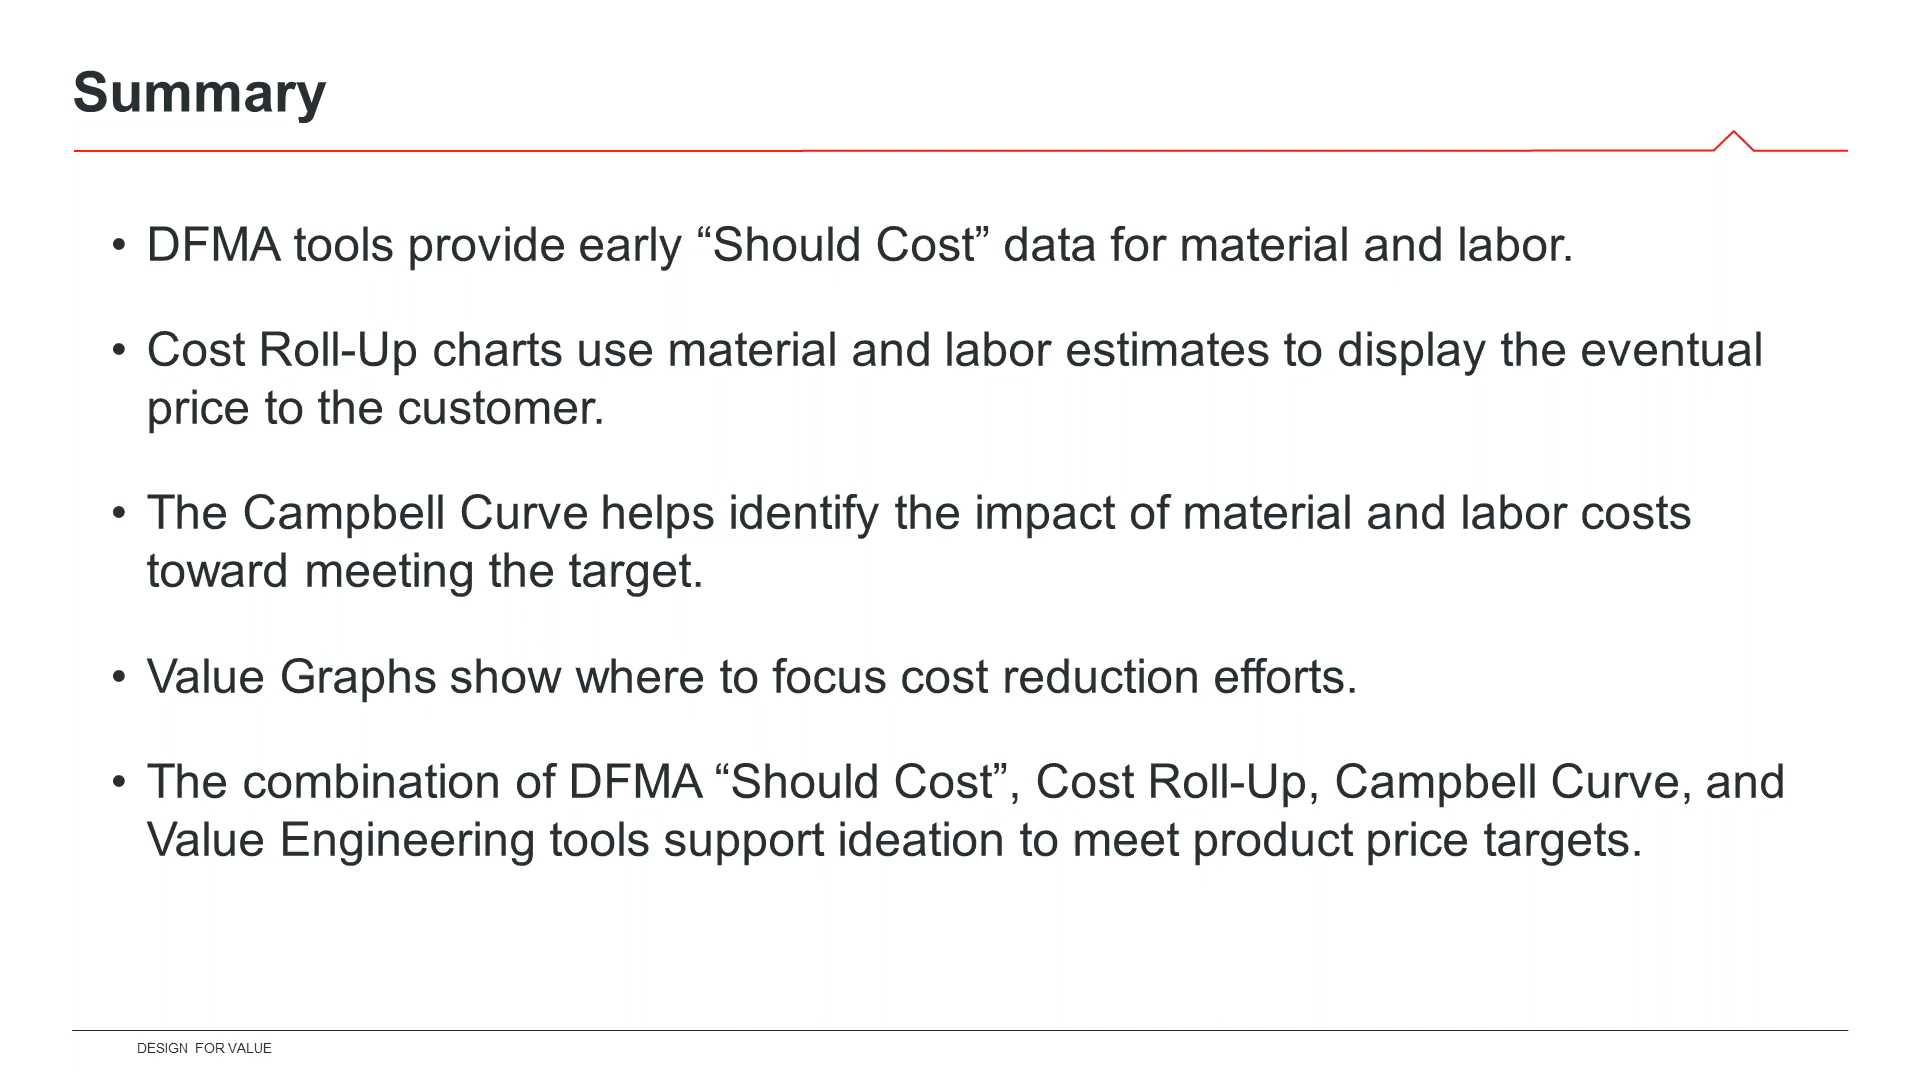 Summary
• DFMA tools provide early “Should Cost” data for material and labor.
• Cost Roll-Up charts use material and labor estimates to display the eventual
price to the customer.
• The Campbell Curve helps identify the impact of material and labor costs
toward meeting the target.
• Value Graphs show where to focus cost reduction efforts.
• The combination of DFMA “Should Cost”, Cost Roll-Up, Campbell Curve, and
Value Engineering tools support ideation to meet product price targets.
DESIGN FOR VALUE